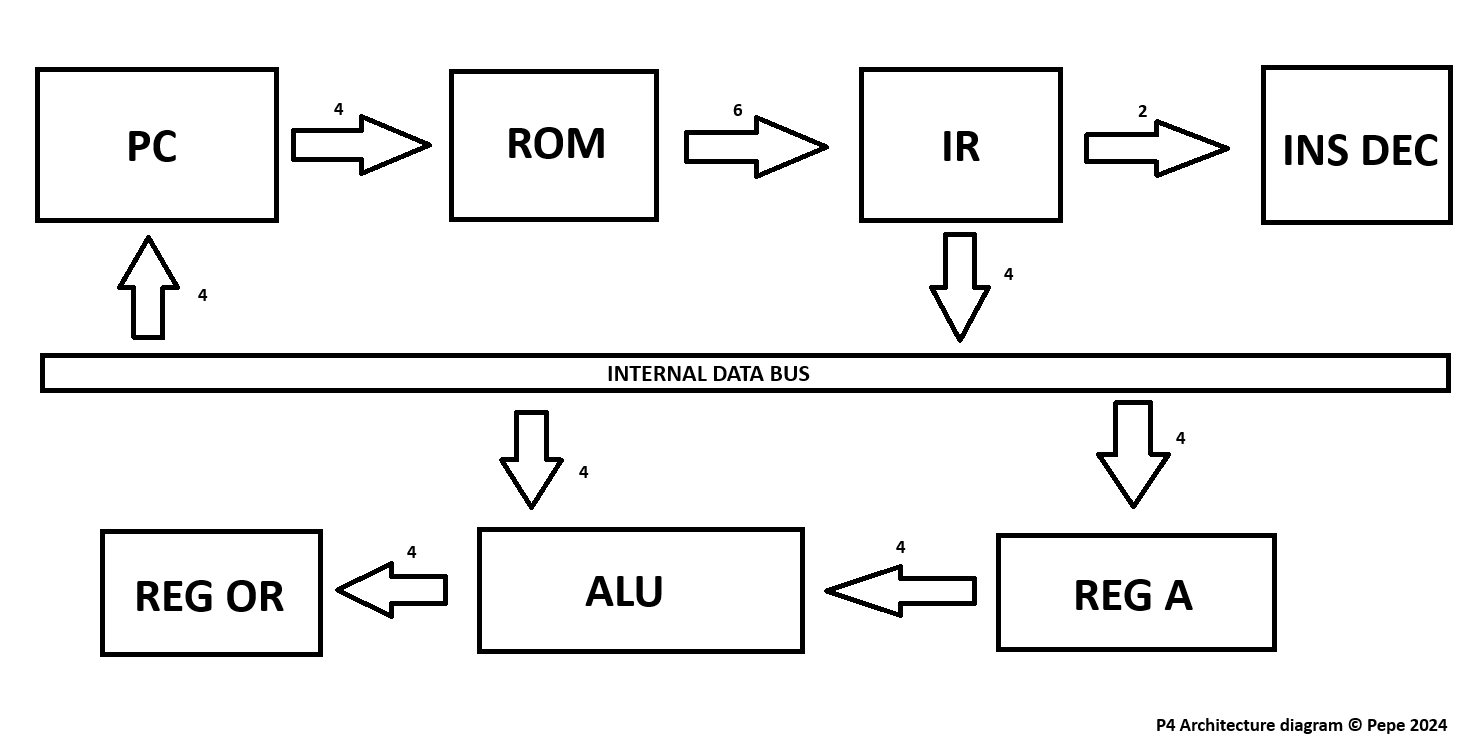 4
6
2
PC
ROM
IR
INS DEC
4
4
INTERNAL DATA BUS
4
4
4
4
REG OR
ALU
REG A
P4 Architecture diagram © Pepe 2024